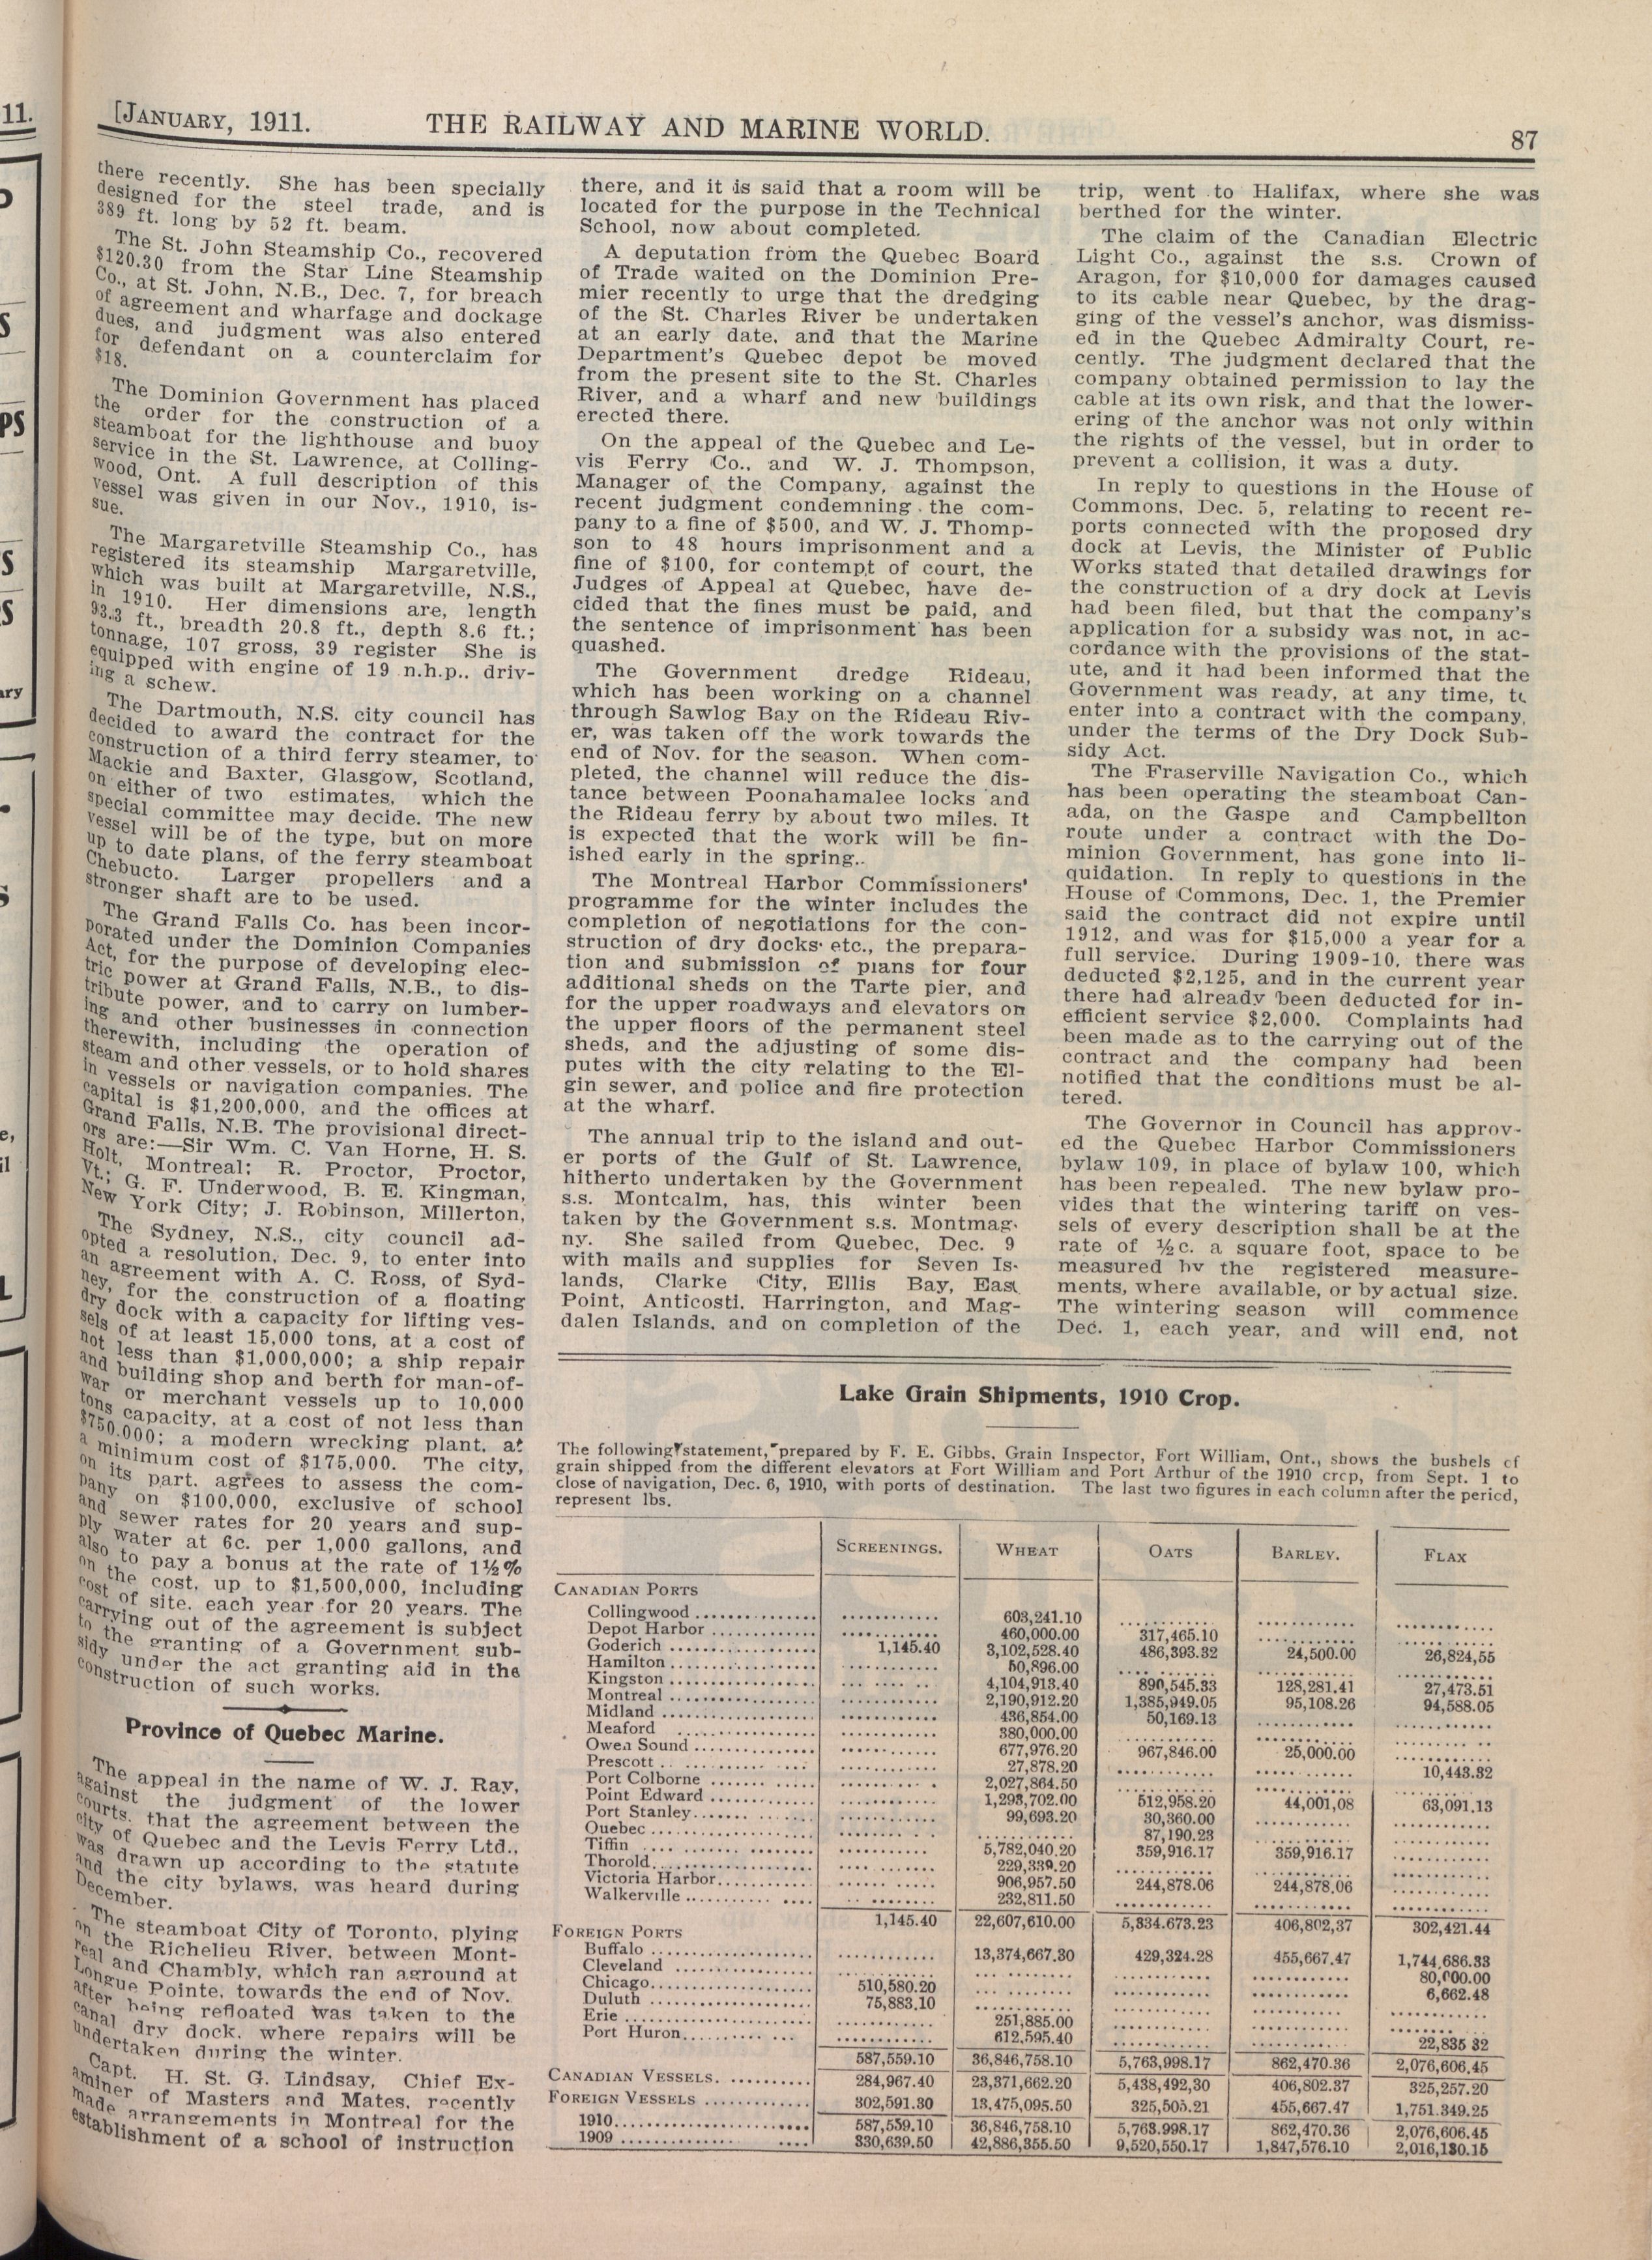 11.
[JANUARY, 1911.
THE RAILWAY AND MARINE WORLD.
87
there recently. She has been specially
designed for the steel trade, and is
389 ft. long by 52 ft. beam.
The St. John Steamship Co., recovered
$120.30 from the Star Line Steamship
Co., at St. John, N.B., Dec. 7, for breach
of agreement and wharfage and dockage
dues, and judgment was also entered
for defendant on a counterclaim for
$18.
The Dominion Government has placed
the order for the construction of a
steamboat for the lighthouse and buoy
service in the St. Lawrence, at Colling-
wood, Ont. A full description of this
vessel was given in our Nov., 1910, is-
sue.
The Margaretville Steamship Co., has
registered its steamship Margaretville,
which was built at Margaretville, N.S.,
in 1910. Her dimensions are, length
93.3 ft., breadth 20.8 ft., depth 8.6 ft.;
tonnage, 107 gross, 39 register She is
equipped with engine of 19 n.h.p., driv-
ing a schew.
The Dartmouth, N.S. city council has
decided to award the contract for the
construction of a third ferry steamer, to
Mackie and Baxter, Glasgow, Scotland,
on either of two estimates, which the
special committee may decide. The new
vessel will be of the type, but on more
up to date plans, of the ferry steamboat
Chebucto. Larger propellers and a
stronger shaft are to be used.
The Grand Falls Co. has been incor-
porated under the Dominion Companies
Act, for the purpose of developing elec-
tric power at Grand Falls, N.B., to dis-
tribute power, and to carry on lumber-
ing and other businesses in connection
therewith, including the operation of
steam and other vessels, or to hold shares
in vessels or navigation companies. The
capital is $1,200,000, and the offices at
Grand Falls, N.B. The provisional direct-
ors are:—Sir Wm. C. Van Horne, H. S.
Holt, Montreal; R. Proctor, Proctor,
Vt.; G. F. Underwood, B. E. Kingman,
New York City; J. Robinson, Millerton,
The Sydney, N.S., city council ad-
opted a resolution, Dec. 9, to enter into
an agreement with A. C. Ross, of Syd-
ney, for the construction of a floating
dry dock with a capacity for lifting ves-
sels of at least 15,000 tons, at a cost of
not less than $1,000,000; a ship repair
and building shop and berth for man-of-
war or merchant vessels up to 10,000
tons capacity, at a cost of not less than
$750.000; a modern wrecking plant, at
a minimum cost of $175,000. The city,
on its part, agrees to assess the com-
pany on $100,000, exclusive of school
and sewer rates for 20 years and sup-
ply water at 6c. per 1,000 gallons, and
also to pay a bonus at the rate of 1½%
on the cost, up to $1,500,000, including
cost of site, each year for 20 years. The
carrying out of the agreement is subject
to the granting of a Government sub-
sidy under the act granting aid in the
construction of such works.
Province of Quebec Marine.
The appeal in the name of W. J. Ray,
against the judgment of the lower
courts, that the agreement between the
city of Quebec and the Levis Ferry Ltd.,
was drawn up according to the statute
and the city bylaws, was heard during
December.
The steamboat City of Toronto, plying
on the Richelieu River, between Mont-
real and Chambly, which ran aground at
Longue Pointe, towards the end of Nov.
after being refloated was taken to the
canal dry dock, where repairs will be
undertaken during the winter.
Capt. H. St. G. Lindsay, Chief Ex-
aminer of Masters and Mates, recently
made arrangements in Montreal for the
establishment of a school of instruction
there, and it is said that a room will be
located for the purpose in the Technical
School, now about completed.
A deputation from the Quebec Board
of Trade waited on the Dominion Pre-
mier recently to urge that the dredging
of the St. Charles River be undertaken
at an early date, and that the Marine
Department's Quebec depot be moved
from the present site to the St. Charles
River, and a wharf and new buildings
erected there.
On the appeal of the Quebec and Le-
vis Ferry Co., and W. J. Thompson,
Manager of the Company, against the
recent judgment condemning the com-
pany to a fine of $500, and W. J. Thomp-
son to 48 hours imprisonment and a
fine of $100, for contempt of court, the
Judges of Appeal at Quebec, have de-
cided that the fines must be paid, and
the sentence of imprisonment has been
quashed.
The Government dredge Rideau,
which has been working on a channel
through Sawlog Bay on the Rideau Riv-
er, was taken off the work towards the
end of Nov. for the season. When com-
pleted, the channel will reduce the dis-
tance between Poonahamalee locks and
the Rideau ferry by about two miles. It
is expected that the work will be fin-
ished early in the spring..
The Montreal Harbor Commissioners'
programme for the winter includes the
completion of negotiations for the con-
struction of dry docks etc., the prepara-
tion and submission of plans for four
additional sheds on the Tarte pier, and
for the upper roadways and elevators on
the upper floors of the permanent steel
sheds, and the adjusting of some dis-
putes with the city relating to the El-
gin sewer, and police and fire protection
at the wharf.
The annual trip to the island and out-
er ports of the Gulf of St. Lawrence,
hitherto undertaken by the Government
s.s. Montcalm, has, this winter been
taken by the Government s.s. Montmag-
ny. She sailed from Quebec, Dec. 9
with mails and supplies for Seven Is-
lands, Clarke City, Ellis Bay, East
Point, Anticosti, Harrington, and Mag-
dalen Islands, and on completion of the
trip, went to Halifax, where she was
berthed for the winter.
The claim of the Canadian Electric
Light Co., against the s.s. Crown of
Aragon, for $10,000 for damages caused
to its cable near Quebec, by the drag-
ging of the vessel's anchor, was dismiss-
ed in the Quebec Admiralty Court, re-
cently. The judgment declared that the
company obtained permission to lay the
cable at its own risk, and that the lower-
ering of the anchor was not only within
the rights of the vessel, but in order to
prevent a collision, it was a duty.
In reply to questions in the House of
Commons, Dec. 5, relating to recent re-
ports connected with the proposed dry
dock at Levis, the Minister of Public
Works stated that detailed drawings for
the construction of a dry dock at Levis
had been filed, but that the company's
application for a subsidy was not, in ac-
cordance with the provisions of the stat-
ute, and it had been informed that the
Government was ready, at any time, to
enter into a contract with the company,
under the terms of the Dry Dock Sub-
sidy Act.
The Fraserville Navigation Co., which
has been operating the steamboat Can-
ada, on the Gaspe and Campbellton
route under a contract with the Do-
minion Government, has gone into li-
quidation. In reply to questions in the
House of Commons, Dec. 1, the Premier
said the contract did not expire until
1912, and was for $15,000 a year for a
full service. During 1909-10, there was
deducted $2,125, and in the current year
there had already been deducted for in-
efficient service $2,000. Complaints had
been made as to the carrying out of the
contract and the company had been
notified that the conditions must be al-
tered.
The Governor in Council has approv-
ed the Quebec Harbor Commissioners
bylaw 109, in place of bylaw 100, which
has been repealed. The new bylaw pro-
vides that the wintering tariff on ves-
sels of every description shall be at the
rate of ½c. a square foot, space to be
measured by the registered measure-
ments, where available, or by actual size.
The wintering season will commence
Dec. 1, each year, and will end, not
Lake Grain Shipments, 1910 Crop.
The following statement, prepared by F. E. Gibbs, Grain Inspector, Fort William, Ont., shows the bushels of
grain shipped from the different elevators at Fort William and Port Arthur of the 1910 crop, from Sept. 1 to
close of navigation, Dec. 6, 1910, with ports of destination. The last two figures in each column after the period,
represent lbs.
SCREENINGS. WHEAT OATS BARLEY. FLAX
CANADIAN PORTS
Collingwood 603,241.10
Depot Harbor 460,000.00 317,465.10
Goderich 1,145.40 3,102,528.40 486,393.32 24,500.00 26,824,55
Hamilton 50,896.00
Kingston 4,104,913.40 890,545.33 128,281.41 27,473.51
Montreal 2,190,912.20 1,385,949.05 95,108.26 94,588.05
Midland 436,854.00 50,169.13
Meaford 380,000.00
Owen Sound 677,976.20 967,846.00 25,000.00
Prescott 27,878.20 10,443.32
Port Colborne 2,027,864.50
Point Edward 1,293,702.00 512,958.20 44,001,08 63,091.13
Port Stanley 99,693.20 30,360.00
Quebec 87,190.23
Tiffin 5,782,040.20 359,916.17 359,916.17
Thorold 229,339.20
Victoria Harbor 906,957.50 244,878.06 244,878.06
Walkerville 232,811.50
1,145.40 22,607,610.00 5,334.673.23 406,802,37 302,421.44
FOREIGN PORTS
Buffalo 13,374,667.30 429,324.28 455,667.47 1,744,686.33
Cleveland 80,000.00
Chicago 510,580.20 6,662.48
Duluth 75,883.10
Erie 251,885.00
Port Huron 612,595.40 22,835 32
587,559.10 36,846,758.10 5,763,998.17 862,470.36 2,076,606.45
CANADIAN VESSELS. 284,967.40 23,371,662.20 5,438,492,30 406,802.37 325,257.20
FOREIGN VESSELS 302,591.30 13,475,095.50 325,505.21 455,667.47 1,751.349.25
1910 587,559.10 36,846,758.10 5,763.998.17 862,470.36 2,076,606.45
1909 330,639.50 42,886,355.50 9,520,550.17 1,847,576.10 2,016,130.15